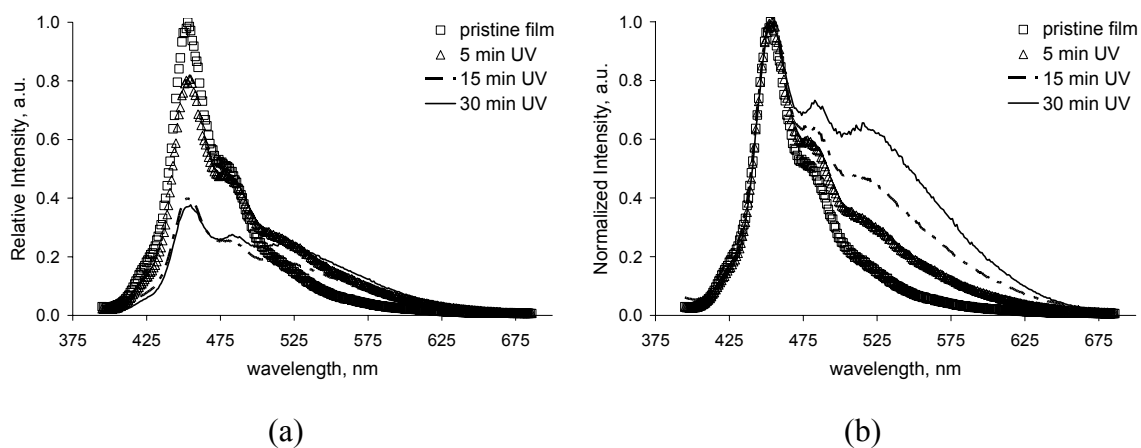 1.0
0.8
0.6
0.4
0.2
0.0
Relative Intensity, a.u.
375 425 475 525 575 625 675
wavelength, nm
pristine film
5 min UV
15 min UV
30 min UV
(a)
1.0
0.8
0.6
0.4
0.2
0.0
Normalized Intensity, a.u.
375 425 475 525 575 625 675
wavelength, nm
pristine film
5 min UV
15 min UV
30 min UV
(b)